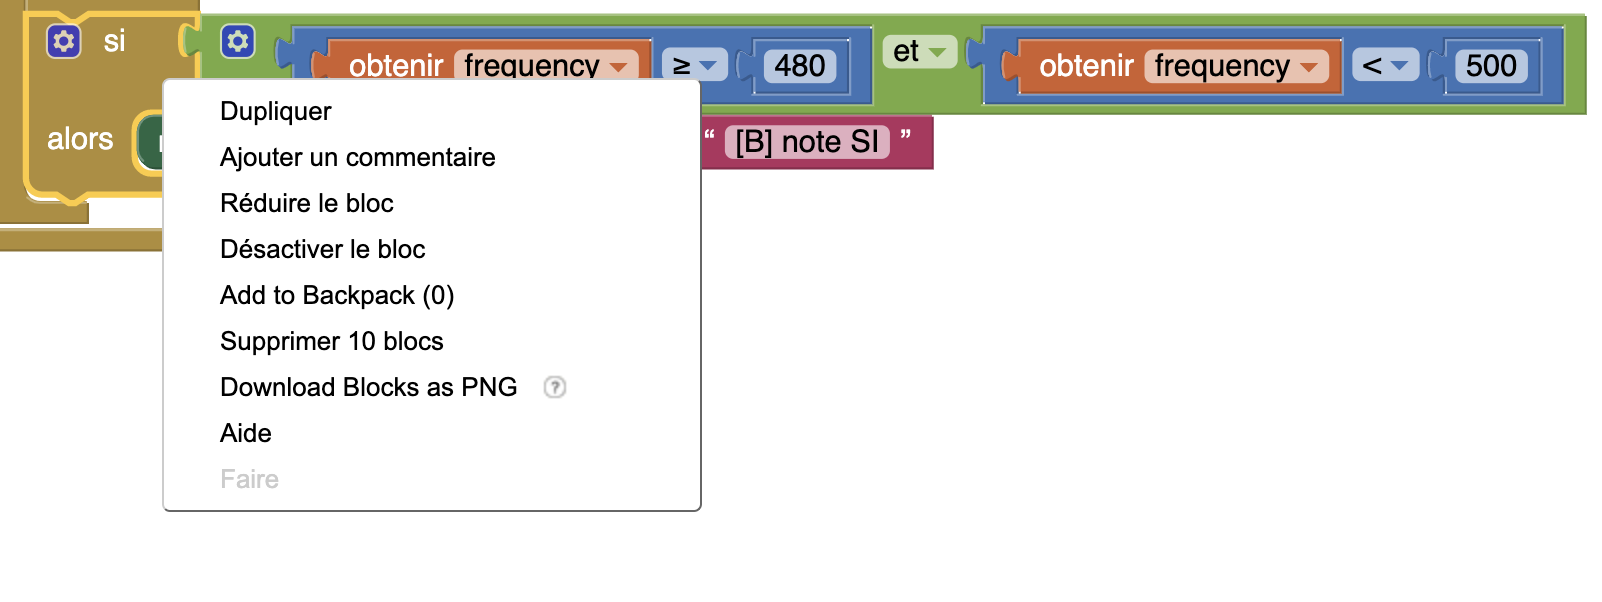 si obtenir frequency ≥ 480 et obtenir frequency < 500
alors “ [B] note SI ”
Dupliquer
Ajouter un commentaire
Réduire le bloc
Désactiver le bloc
Add to Backpack (0)
Supprimer 10 blocs
Download Blocks as PNG ?
Aide
Faire